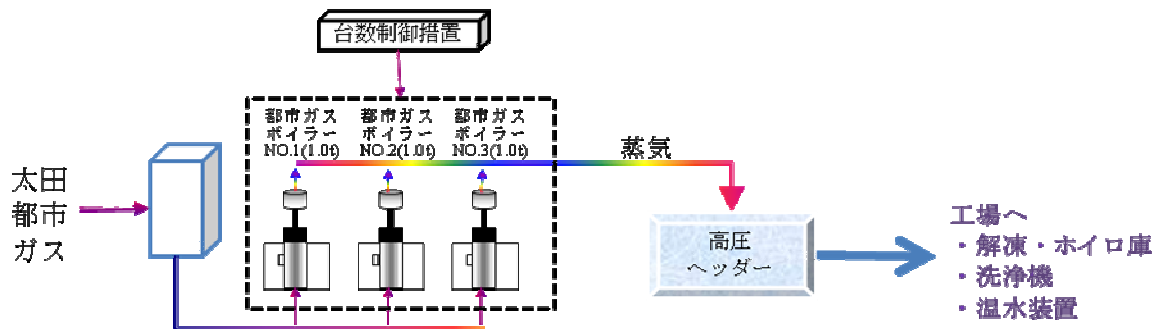 台数制御措置
都市ガス
ボイラー
NO.1(1.0t)
都市ガス
ボイラー
NO.2(1.0t)
都市ガス
ボイラー
NO.3(1.0t)
蒸気
太田
都市
ガス
高圧
ヘッダー
工場へ
・解凍・ホイロ庫
・洗浄機
・温水装置